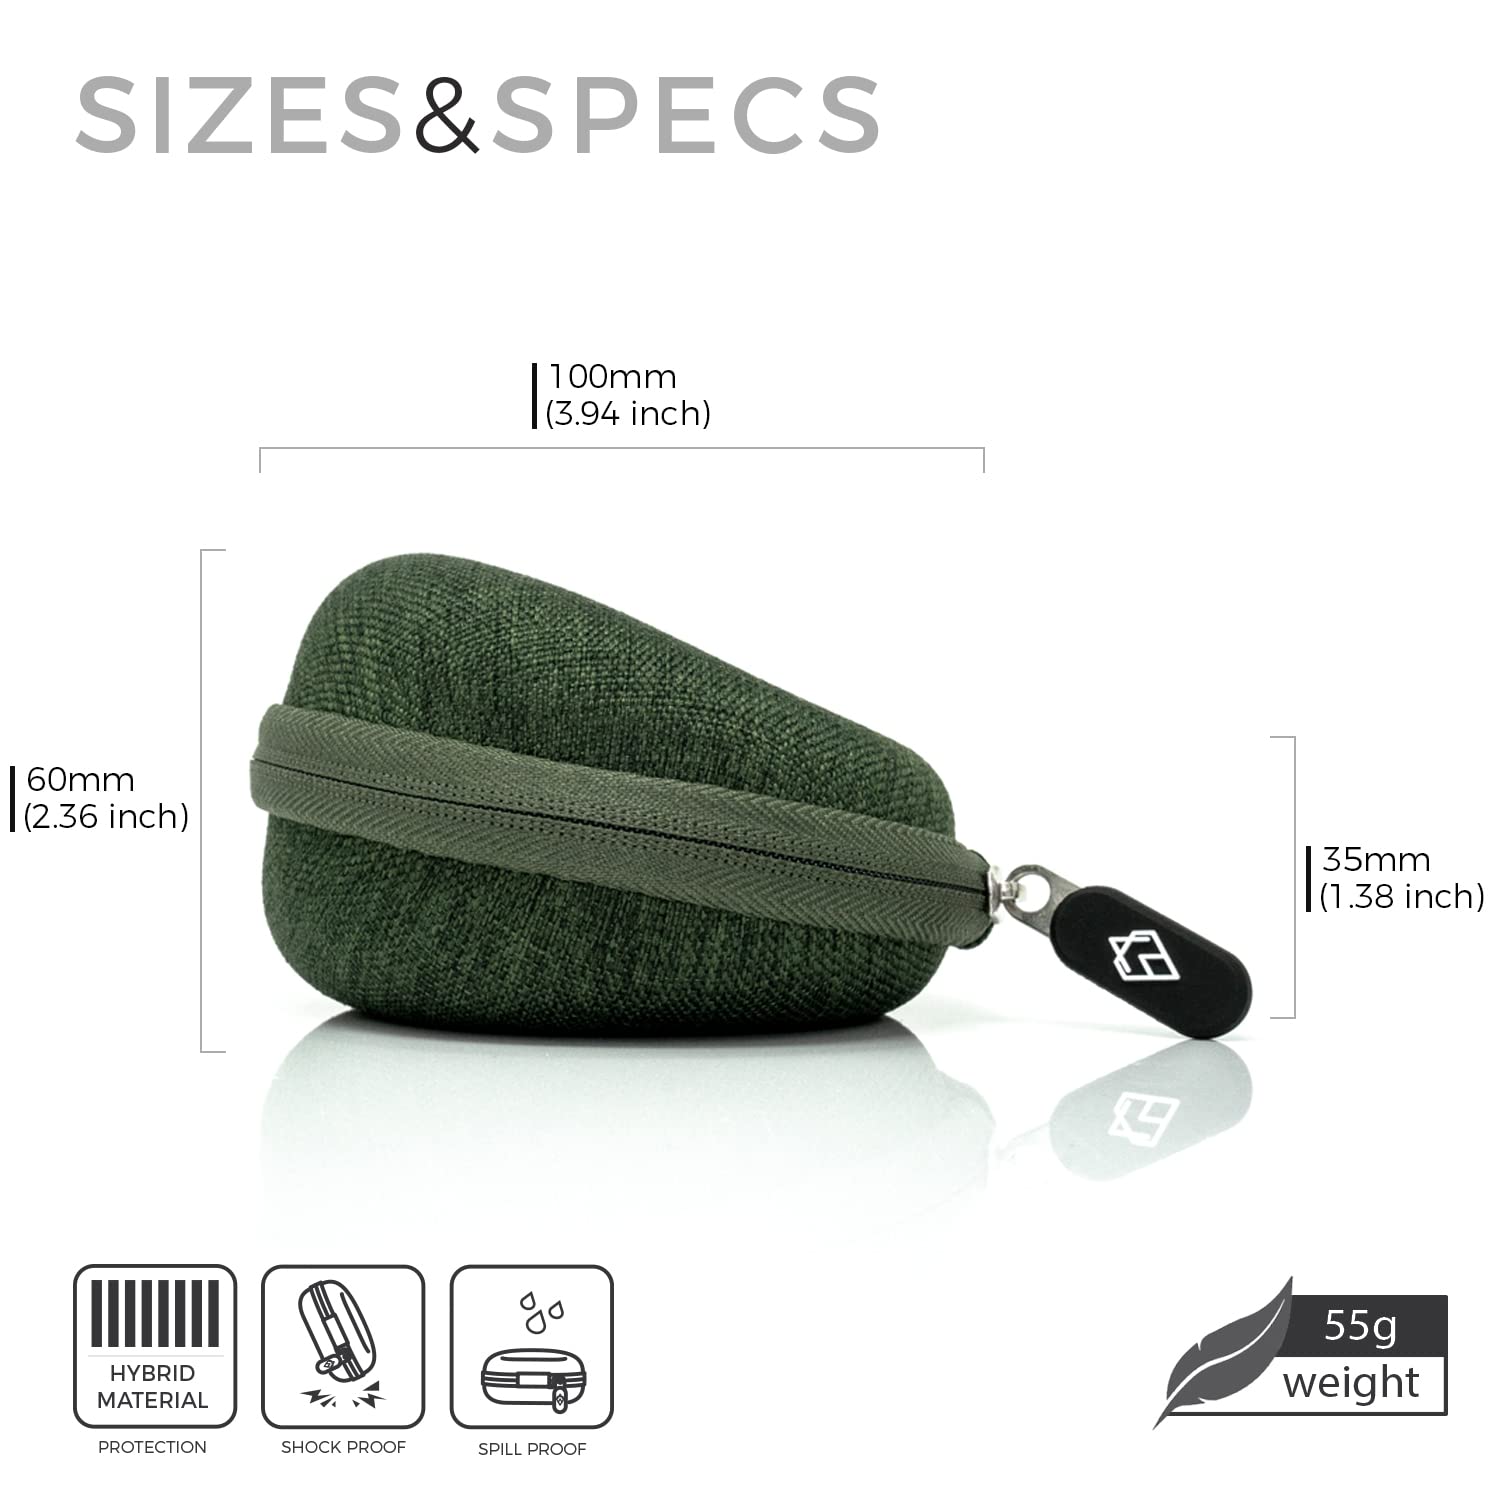 SIZES&SPECS
100mm
(3.94 inch)
60mm
(2.36 inch)
35mm
(1.38 inch)
HYBRID
MATERIAL
PROTECTION
SHOCK PROOF
SPILL PROOF
55g
weight